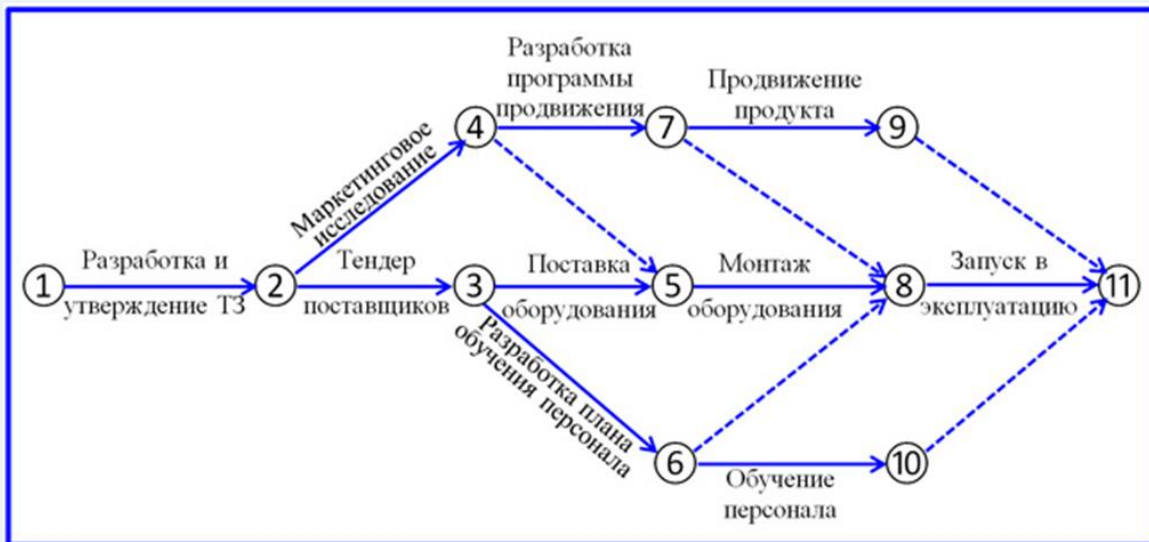 Разработка
программы
продвижения
Продвижение
продукта
4
7
9
Маркетинговое
исследование
Разработка и
утверждение ТЗ
Тендер
поставщиков
Поставка
оборудования
Монтаж
оборудования
Запуск в
эксплуатацию
1
2
3
5
8
11
Разработка плана
обучения персонала
6
10
Обучение
персонала